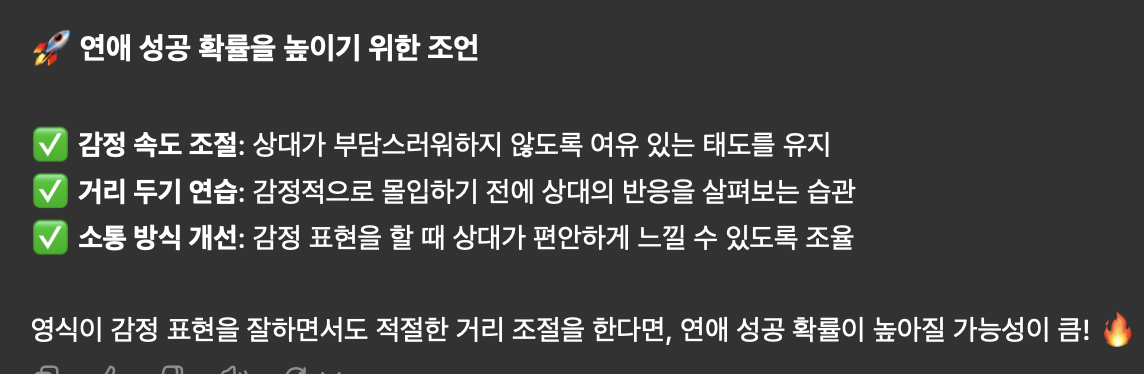 🚀 연애 성공 확률을 높이기 위한 조언
✅ 감정 속도 조절: 상대가 부담스러워하지 않도록 여유 있는 태도를 유지
✅ 거리 두기 연습: 감정적으로 몰입하기 전에 상대의 반응을 살펴보는 습관
✅ 소통 방식 개선: 감정 표현을 할 때 상대가 편안하게 느낄 수 있도록 조율
영식이 감정 표현을 잘하면서도 적절한 거리 조절을 한다면, 연애 성공 확률이 높아질 가능성이 큼! 🔥